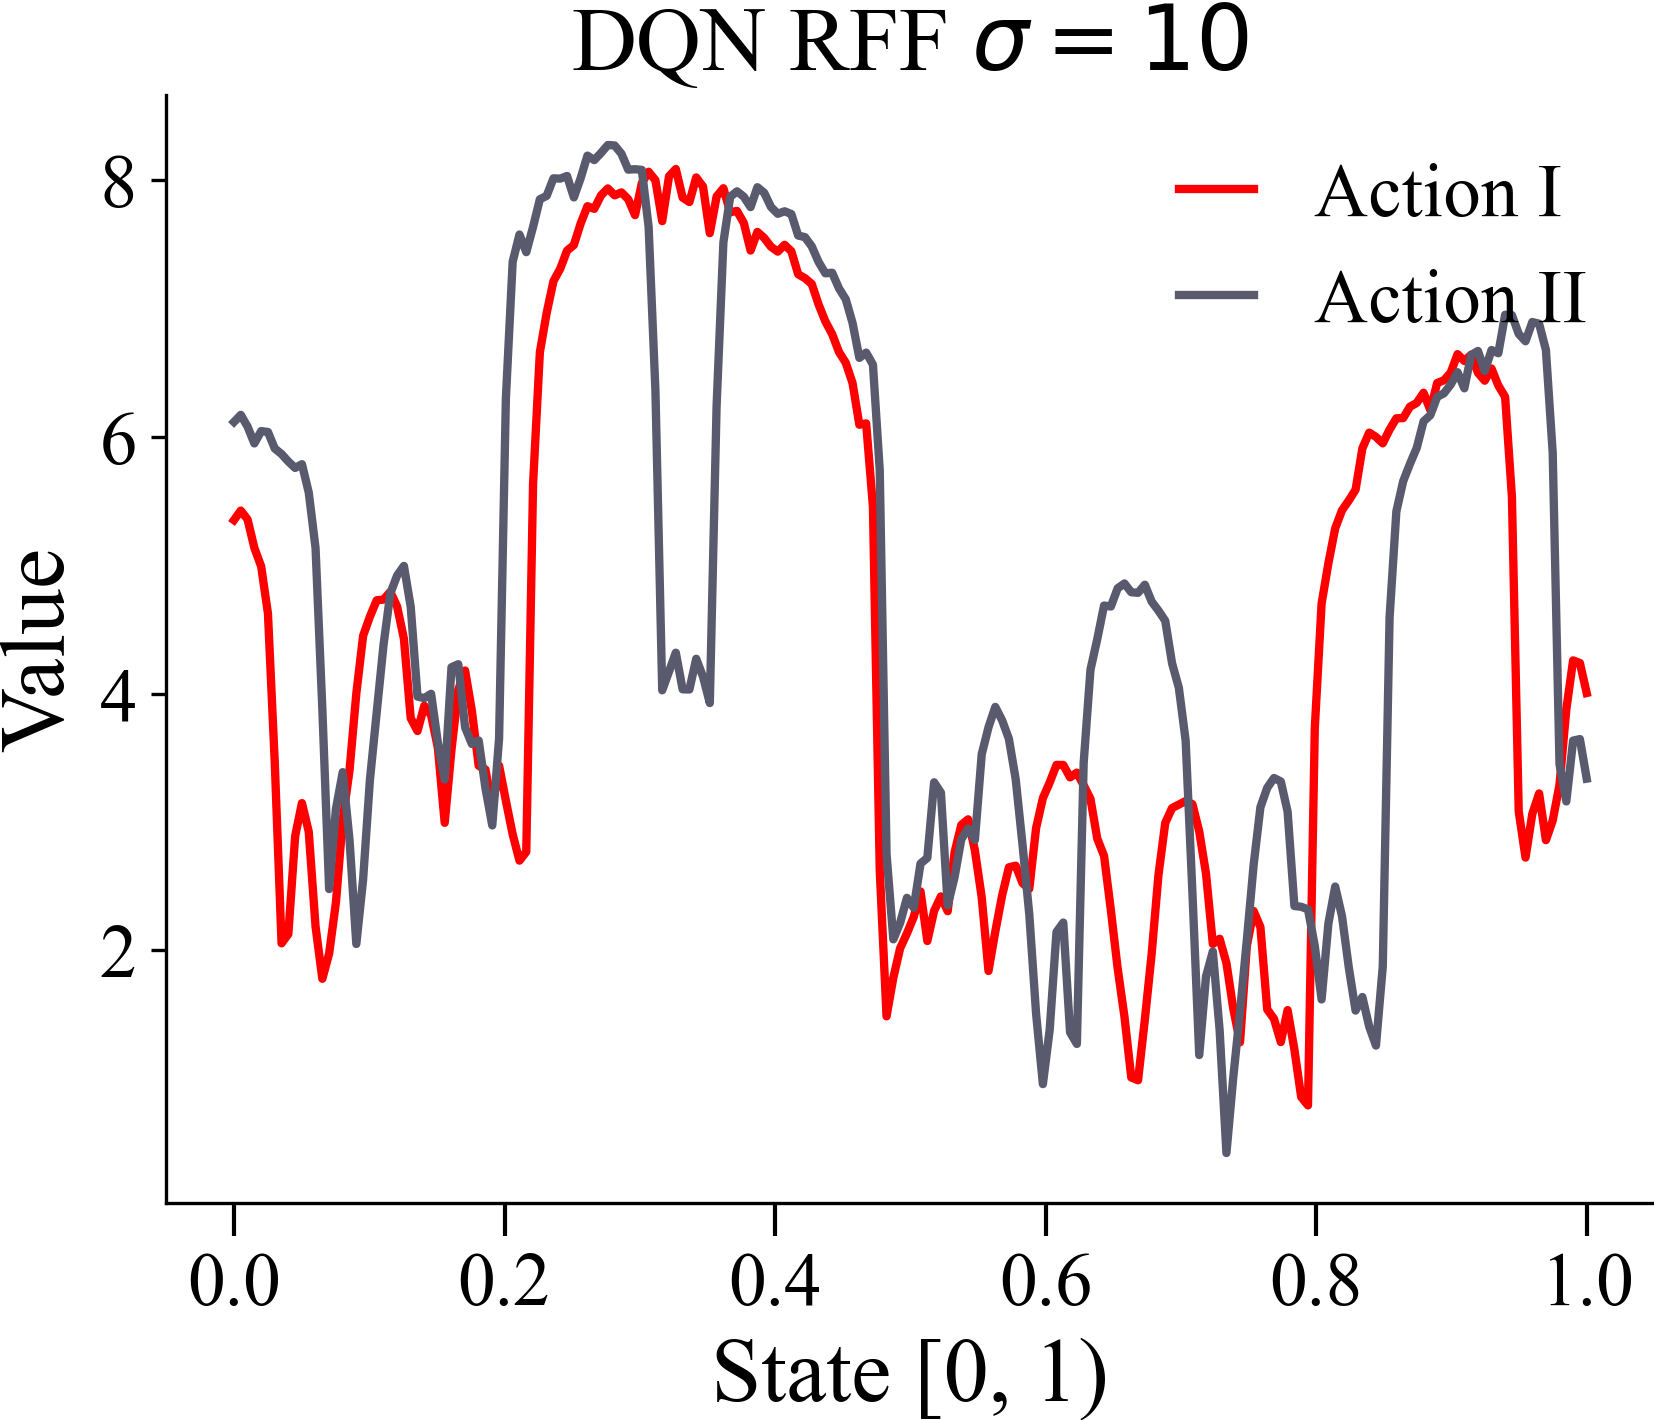 DQN RFF σ = 10
Action I
Action II
Value
8
6
4
2
0.0 0.2 0.4 0.6 0.8 1.0
State [0, 1)